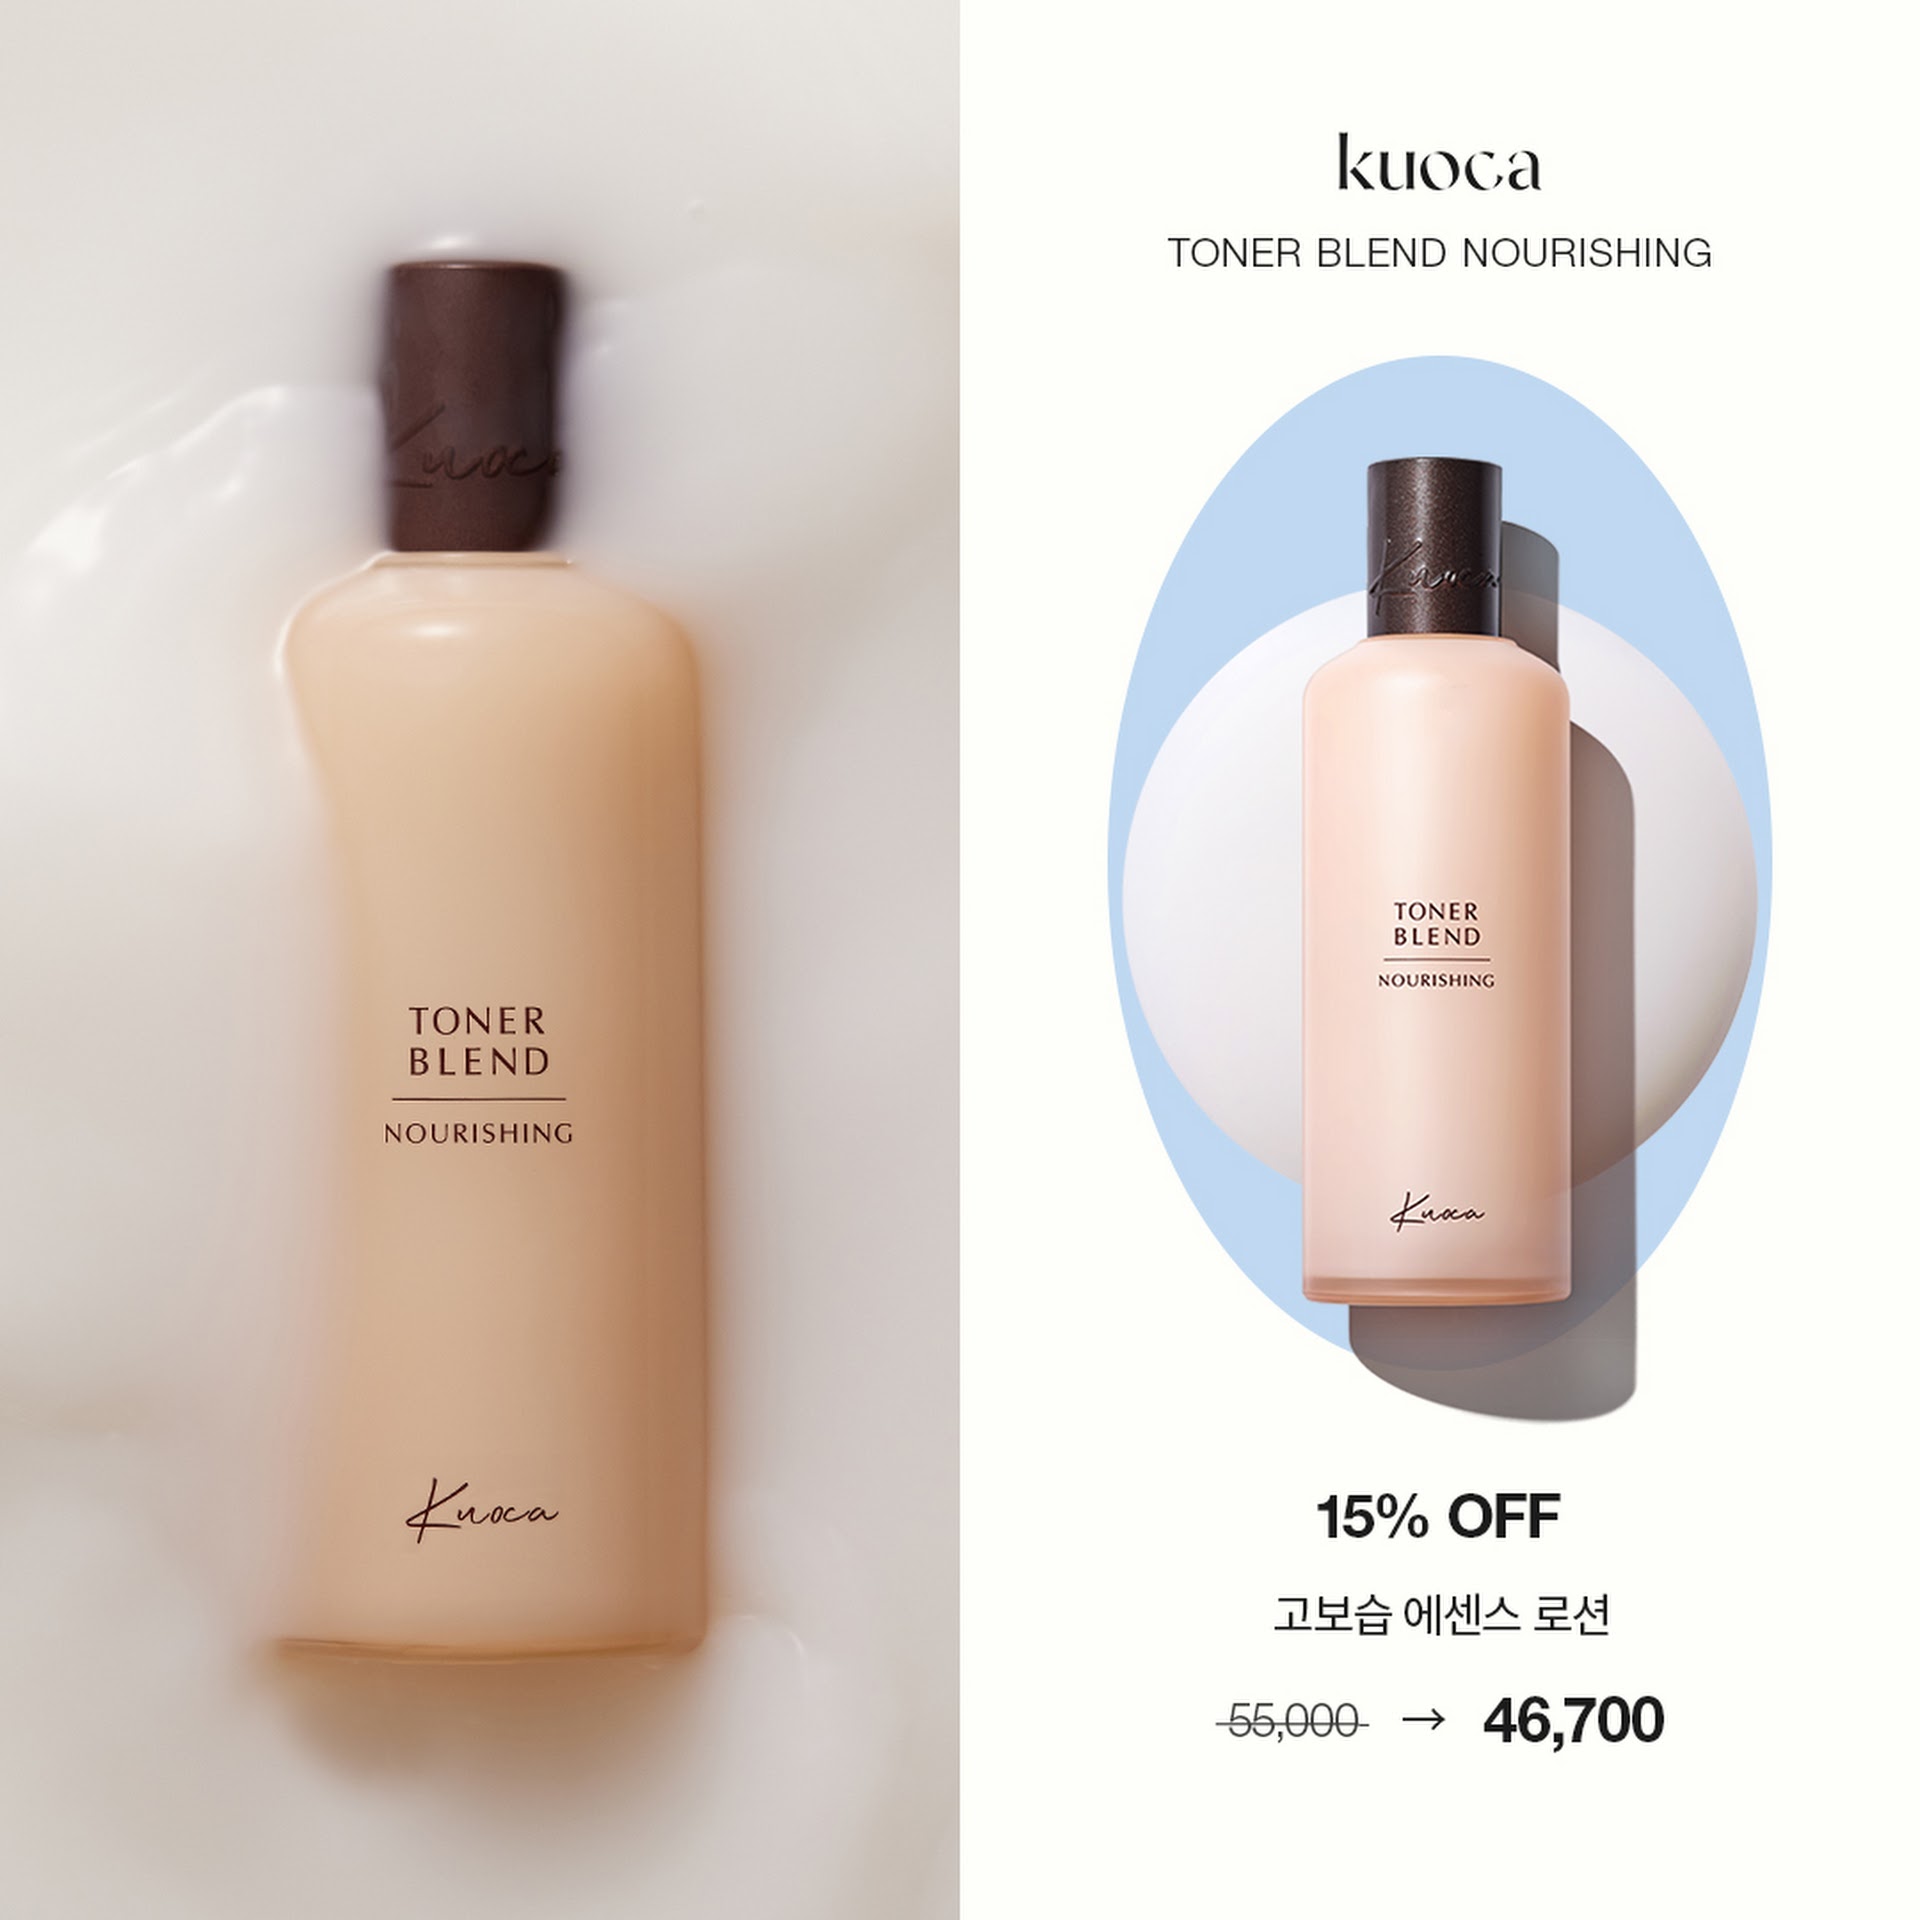 Kuoca
TONER
BLEND
NOURISHING
Kuoca
kuoca
TONER BLEND NOURISHING
Kuoca
TONER
BLEND
NOURISHING
Kuoca
15% OFF
고보습 에센스 로션
55,000 → 46,700